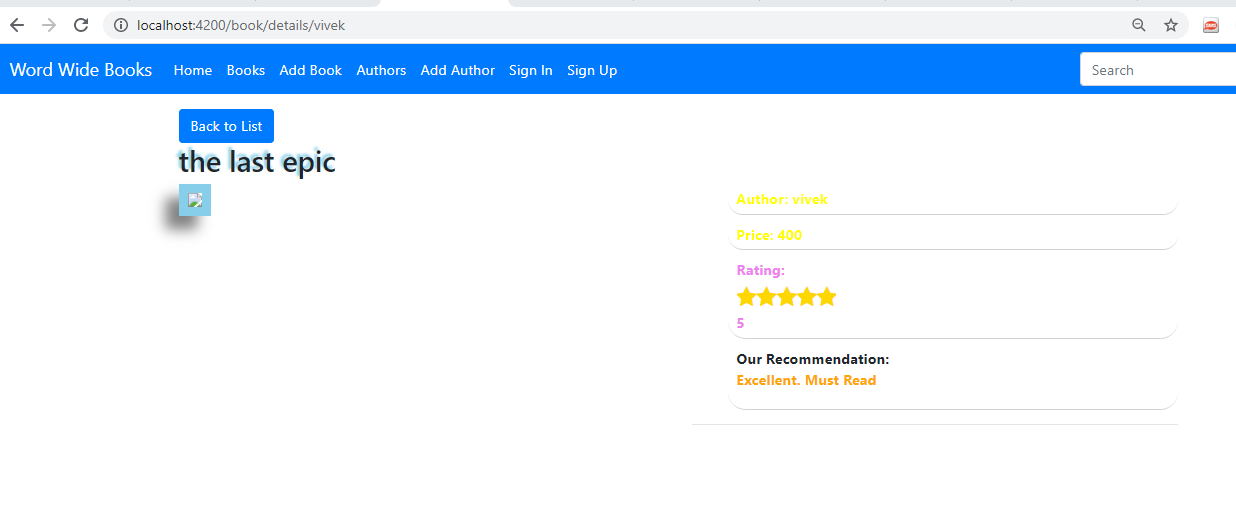 localhost:4200/book/details/vivek
Word Wide Books Home Books Add Book Authors Add Author Sign In Sign Up Search
Back to List
the last epic
Author: vivek
Price: 400
Rating:
5
Our Recommendation:
Excellent. Must Read